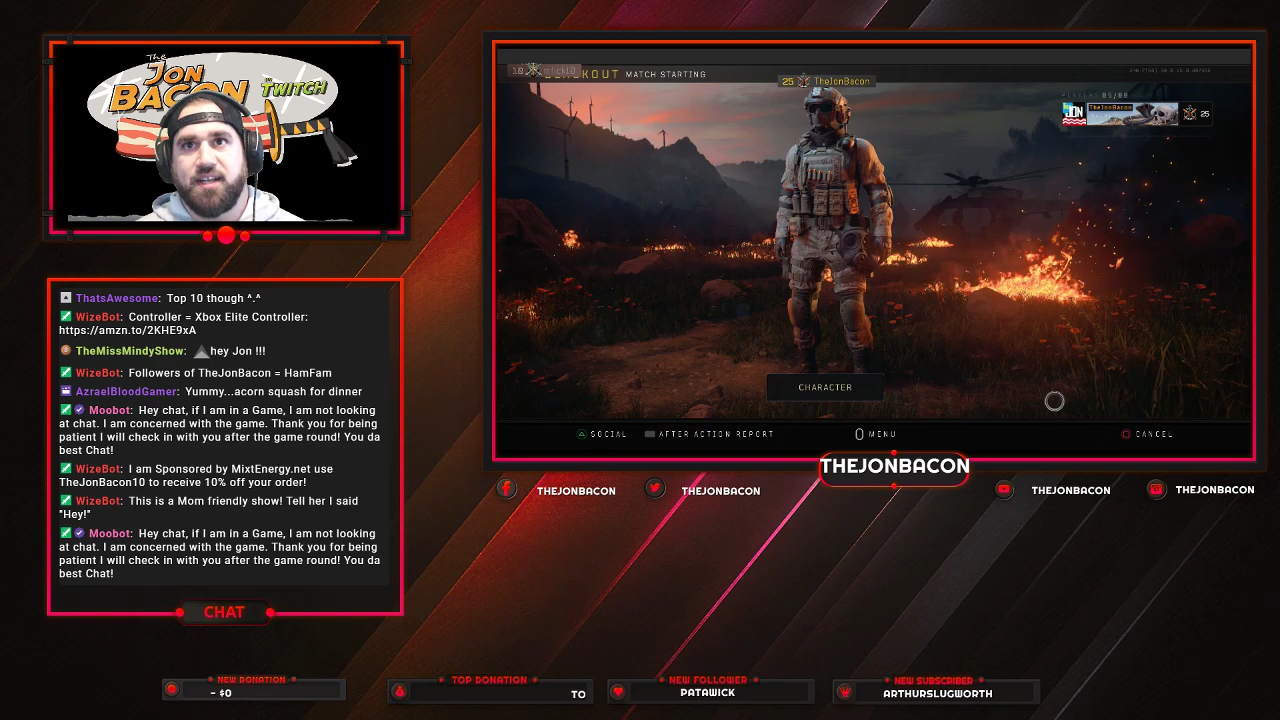 The
JON
BACON
ON
TWITCH
MATCH STARTING
25 TheJonBacon
TheJonBacon
JON
25
CHARACTER
SOCIAL
AFTER ACTION REPORT
MENU
CANCEL
THEJONBACON
THEJONBACON
THEJONBACON
THEJONBACON
THEJONBACON
ThatsAwesome: Top 10 though ^.^
WizeBot: Controller = Xbox Elite Controller:
https://amzn.to/2KHE9xA
TheMissMindyShow: hey Jon !!!
WizeBot: Followers of TheJonBacon = HamFam
AzraelBloodGamer: Yummy...acorn squash for dinner
Moobot: Hey chat, if I am in a Game, I am not looking
at chat. I am concerned with the game. Thank you for being
patient I will check in with you after the game round! You da
best Chat!
WizeBot: I am Sponsored by MixtEnergy.net use
TheJonBacon10 to receive 10% off your order!
WizeBot: This is a Mom friendly show! Tell her I said
"Hey!"
Moobot: Hey chat, if I am in a Game, I am not looking
at chat. I am concerned with the game. Thank you for being
patient I will check in with you after the game round! You da
best Chat!
CHAT
NEW DONATION
- $0
TOP DONATION
TO
NEW FOLLOWER
PATAWICK
NEW SUBSCRIBER
ARTHURSLUGWORTH